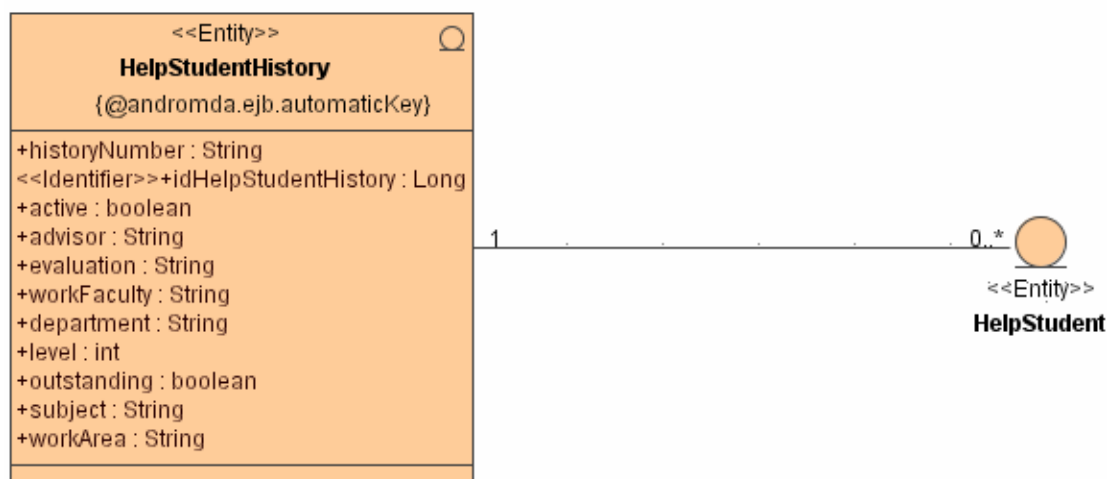 <<Entity>>
HelpStudentHistory
{@andromda.ejb.automaticKey}
+historyNumber : String
<<Identifier>>+idHelpStudentHistory : Long
+active : boolean
+advisor : String
+evaluation : String
+workFaculty : String
+department : String
+level : int
+outstanding : boolean
+subject : String
+workArea : String
1
0..*
<<Entity>>
HelpStudent